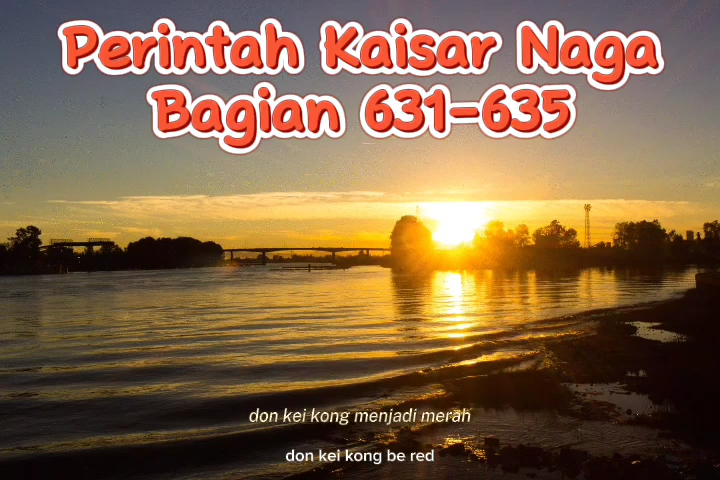 Perintah Kaisar Naga
Bagian 631-635
don kei kong menjadi merah
don kei kong be red